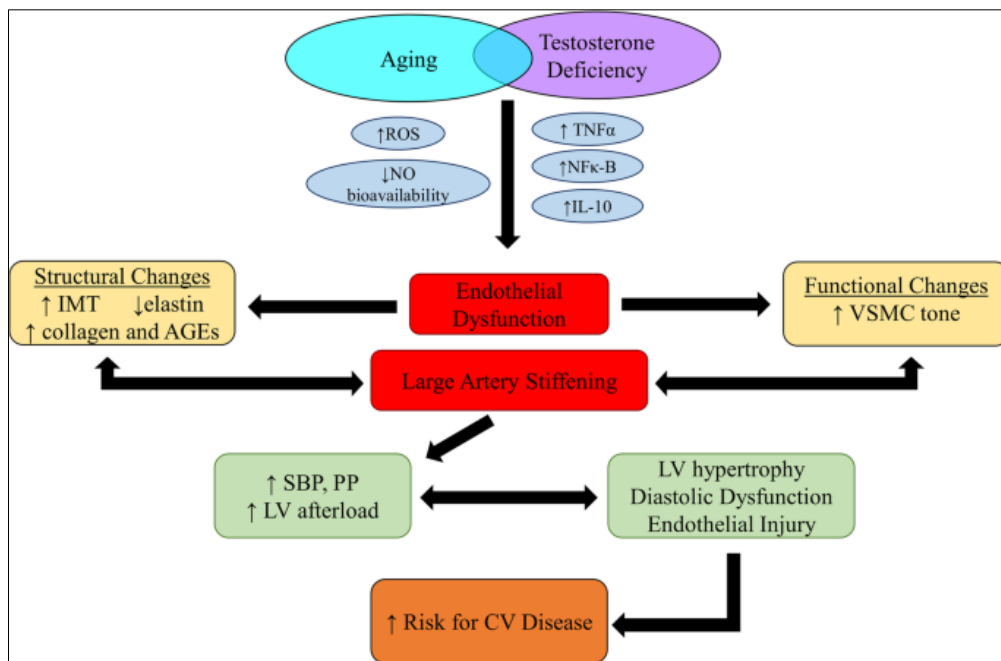 Aging
Testosterone
Deficiency
↑ROS
↓NO
bioavailability
↑ TNFα
↑NFκ-B
↑IL-10
Structural Changes
↑ IMT ↓elastin
↑ collagen and AGEs
Endothelial
Dysfunction
Functional Changes
↑ VSMC tone
Large Artery Stiffening
↑ SBP, PP
↑ LV afterload
LV hypertrophy
Diastolic Dysfunction
Endothelial Injury
↑ Risk for CV Disease